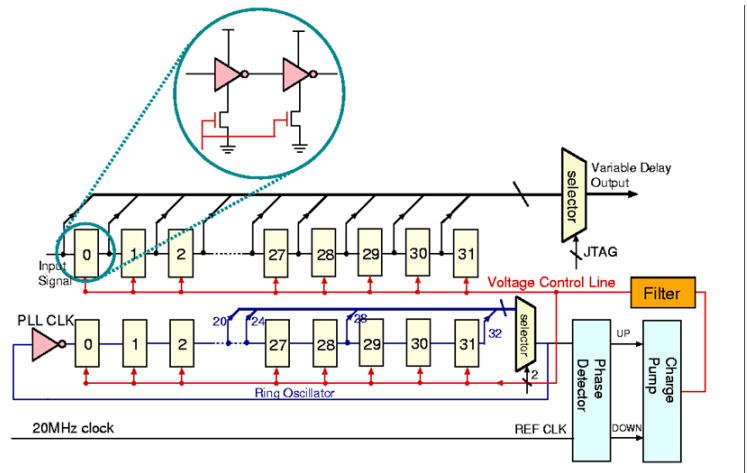 selector
Variable Delay
Output
0
1
2
27
28
29
30
31
JTAG
Input
Signal
Voltage Control Line
Filter
PLL CLK
20
24
28
32
0
1
2
27
28
29
30
31
selector
2
Ring Oscillator
Phase
Detector
UP
DOWN
Charge
Pump
20MHz clock
REF CLK